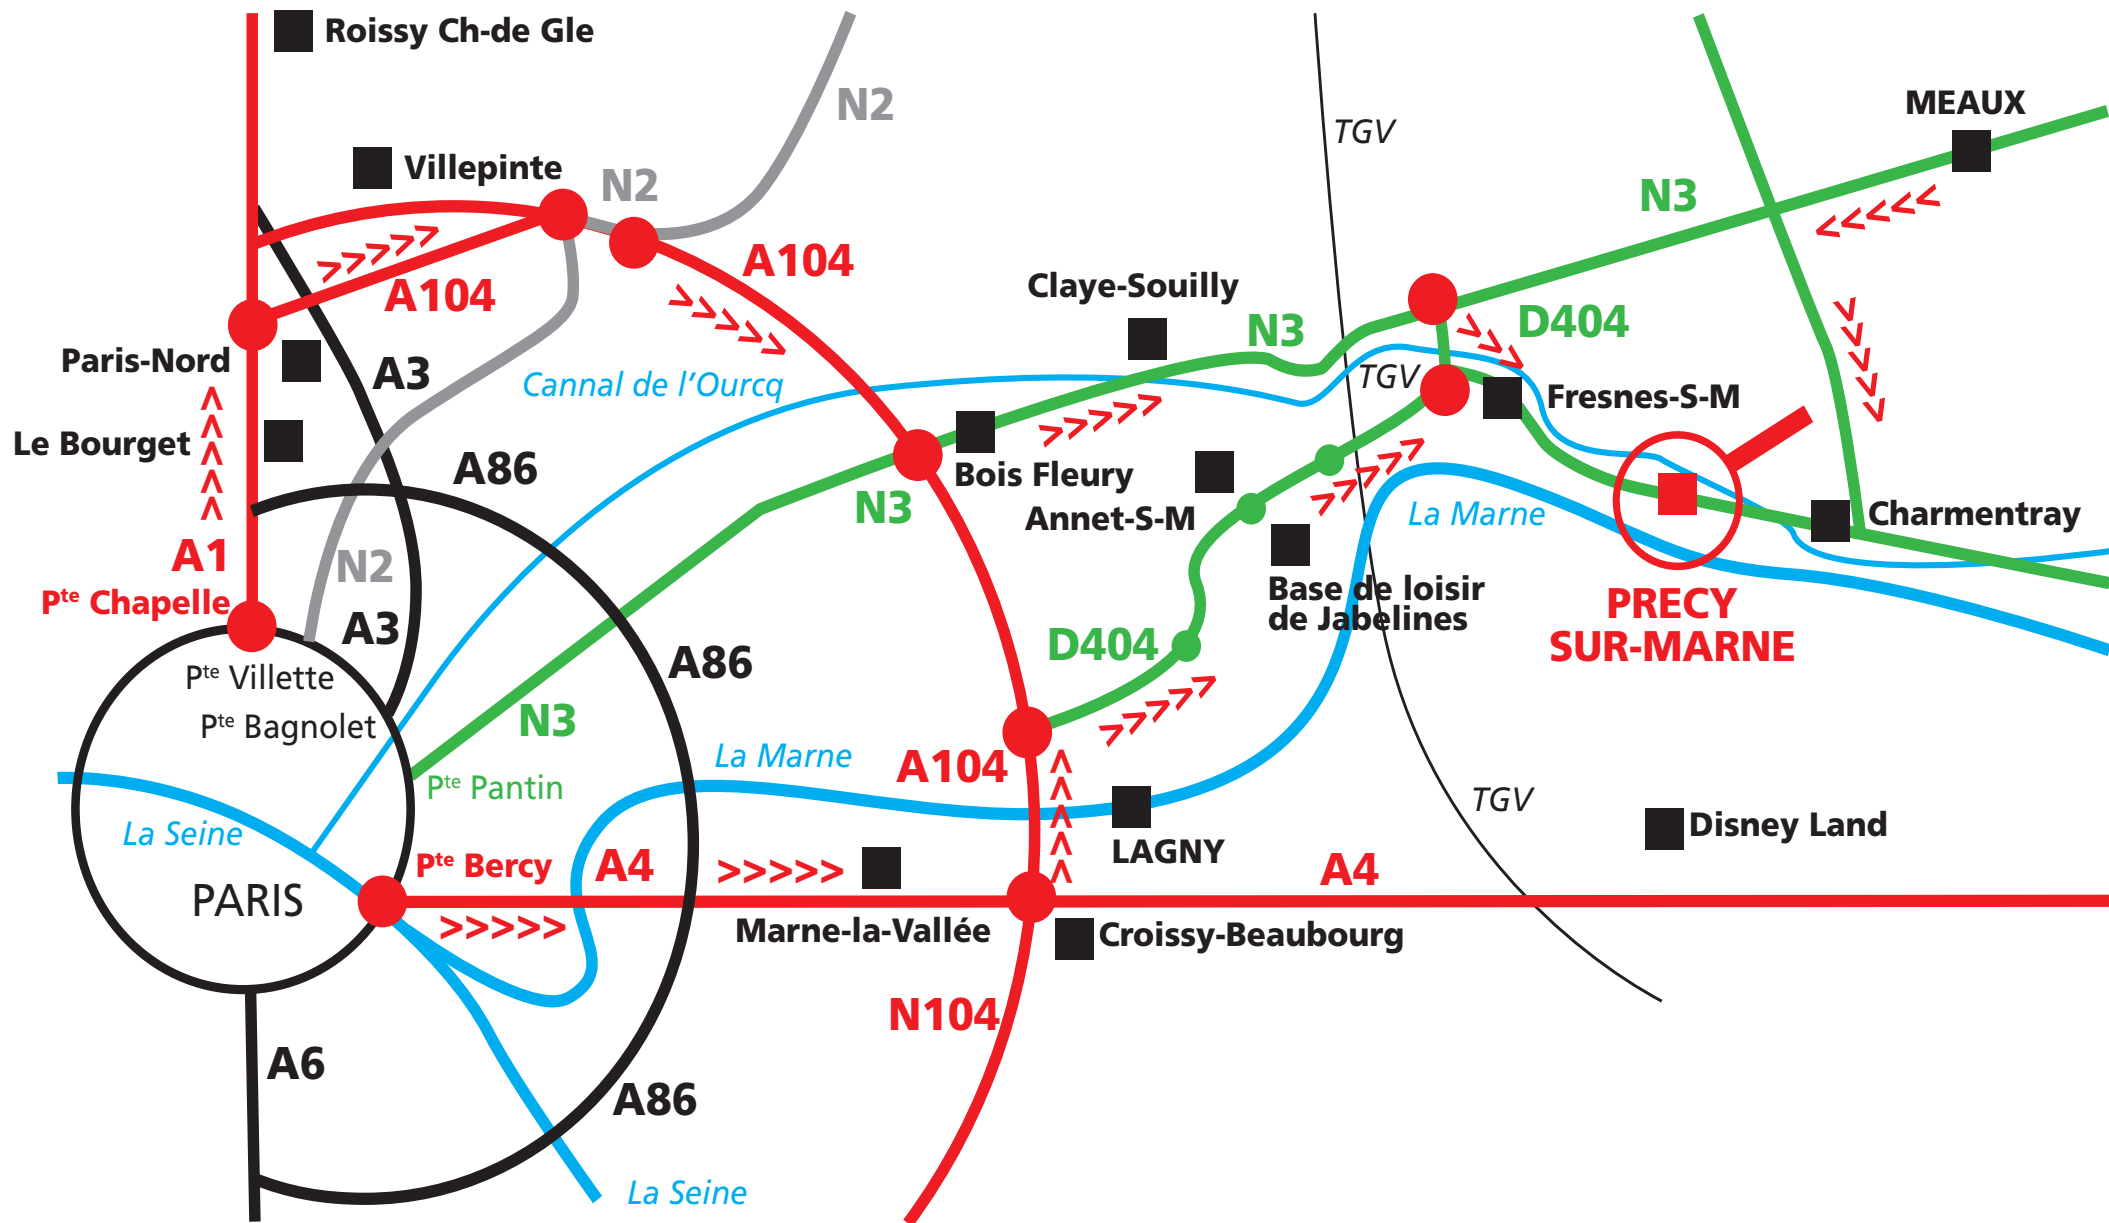 Roissy Ch-de Gle
N2
MEAUX
TGV
Villepinte
N2
N3
A104
A104
Claye-Souilly
N3
D404
Paris-Nord
A3
Cannal de l’Ourcq
TGV
Fresnes-S-M
Le Bourget
A86
Bois Fleury
N3
Annet-S-M
La Marne
Charmentray
A1
N2
Base de loisir
de Jabelines
Pte Chapelle
A3
PRECY
SUR-MARNE
D404
A86
Pte Villette
Pte Bagnolet
N3
La Marne
A104
Pte Pantin
TGV
La Seine
Disney Land
LAGNY
Pte Bercy
A4
>>>>>
A4
PARIS
>>>>>
Marne-la-Vallée
Croissy-Beaubourg
N104
A6
A86
La Seine